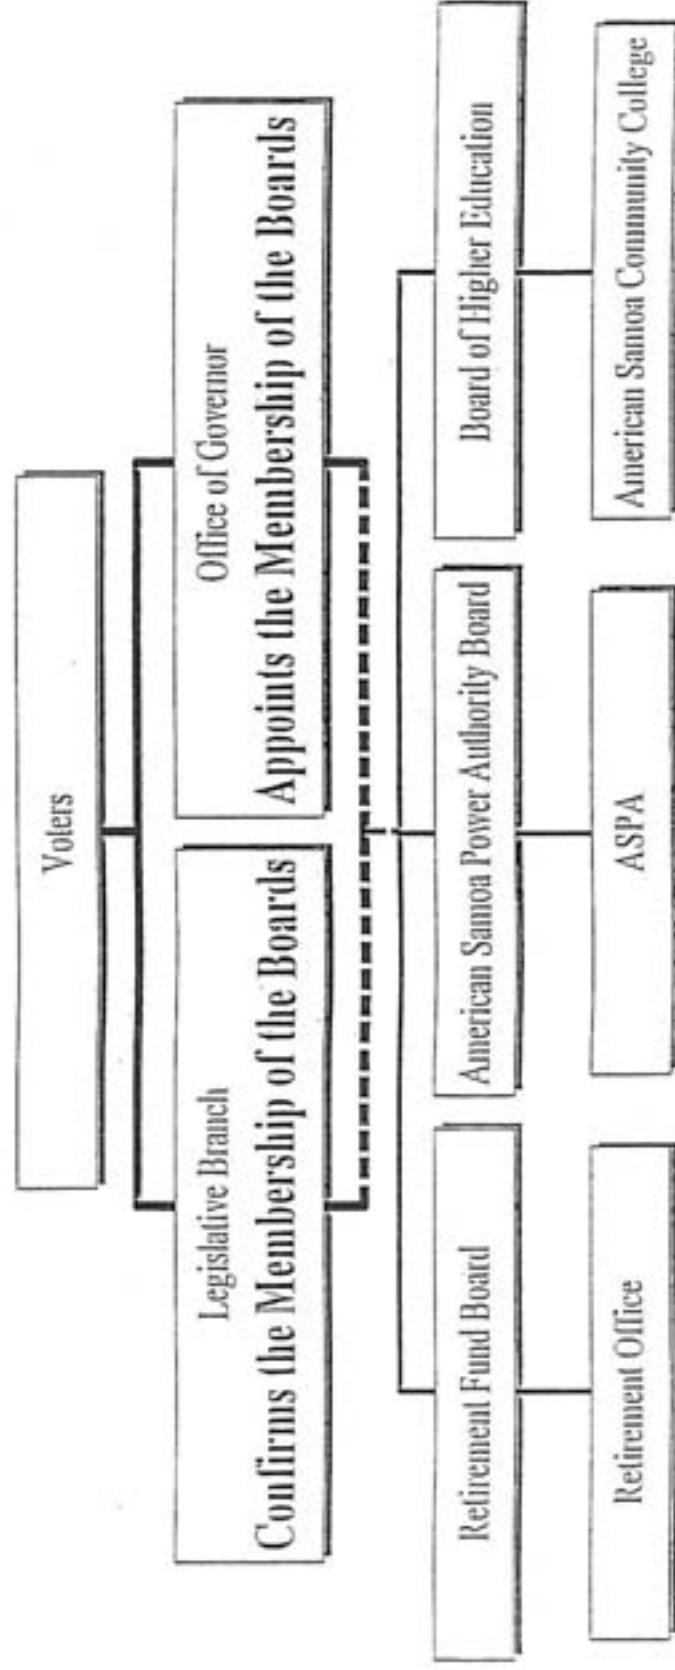 Voters
Legislative Branch
Confirms the Membership of the Boards
Office of Governor
Appoints the Membership of the Boards
Retirement Fund Board
American Samoa Power Authority Board
Board of Higher Education
Retirement Office
ASPA
American Samoa Community College